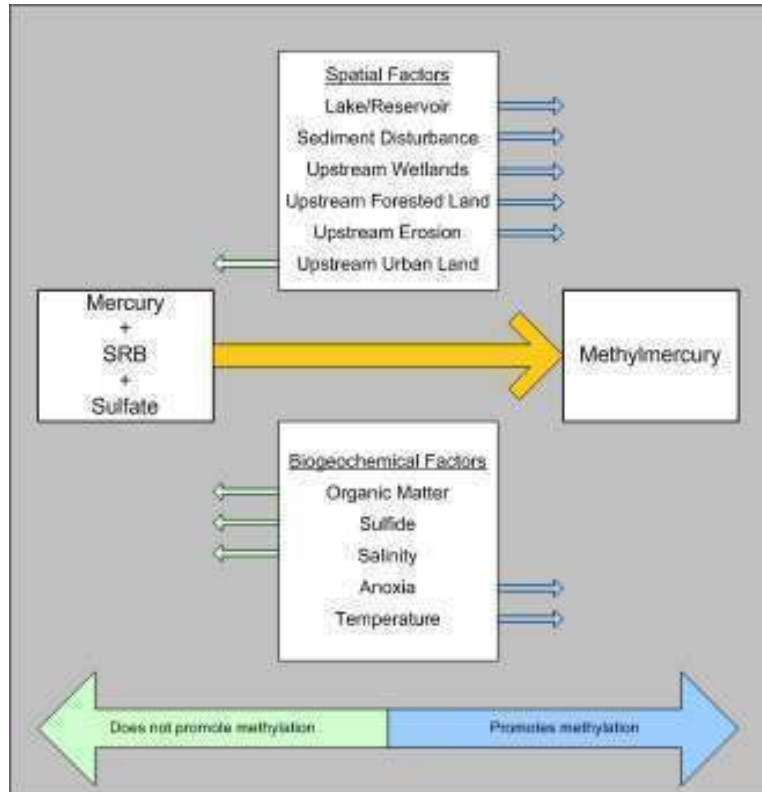 Spatial Factors
Lake/Reservoir
Sediment Disturbance
Upstream Wetlands
Upstream Forested Land
Upstream Erosion
Upstream Urban Land
Mercury
+
SRB
+
Sulfate
Methylmercury
Biogeochemical Factors
Organic Matter
Sulfide
Salinity
Anoxia
Temperature
Does not promote methylation
Promotes methylation